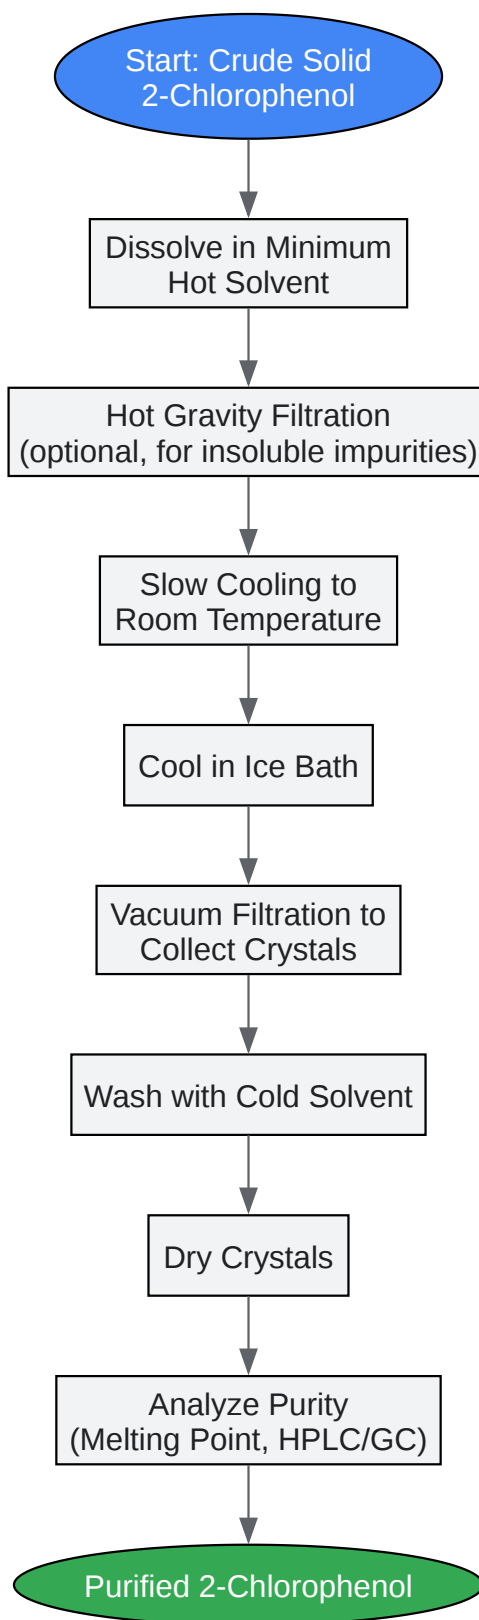 Start: Crude Solid
2-Chlorophenol
Dissolve in Minimum
Hot Solvent
Hot Gravity Filtration
(optional, for insoluble impurities)
Slow Cooling to
Room Temperature
Cool in Ice Bath
Vacuum Filtration to
Collect Crystals
Wash with Cold Solvent
Dry Crystals
Analyze Purity
(Melting Point, HPLC/GC)
Purified 2-Chlorophenol